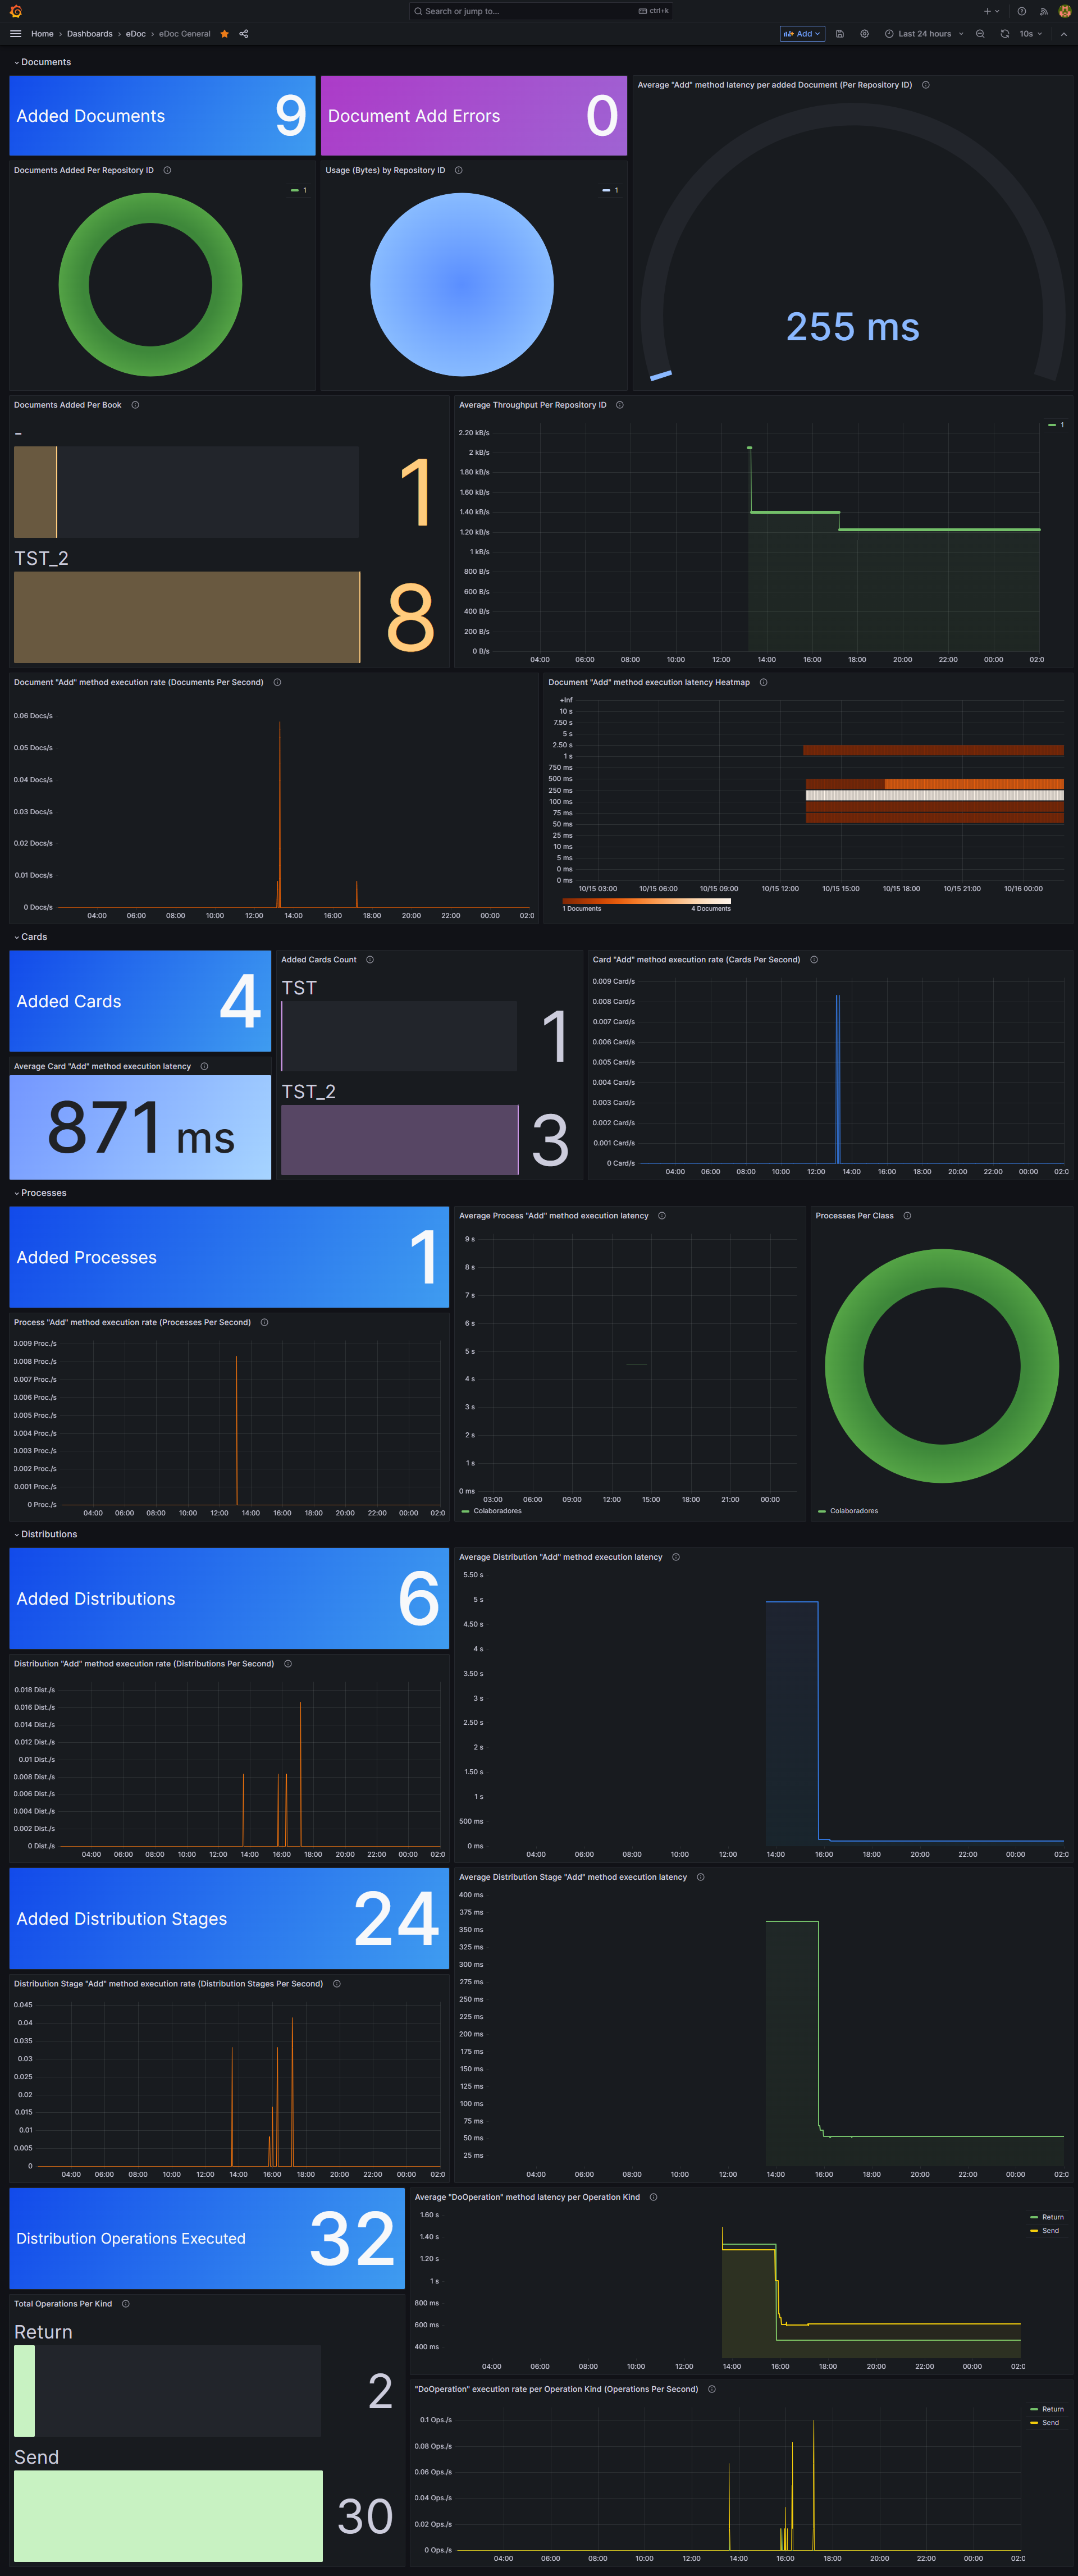 Search or jump to...
ctrl+k
Home › Dashboards › eDoc › eDoc General
Add
Last 24 hours
10s
Documents
Added Documents
9
Document Add Errors
0
Average "Add" method latency per added Document (Per Repository ID)
255 ms
Documents Added Per Repository ID
1
Usage (Bytes) by Repository ID
1
Documents Added Per Book
-
1
TST_2
8
Average Throughput Per Repository ID
1
2.20 kB/s
2 kB/s
1.80 kB/s
1.60 kB/s
1.40 kB/s
1.20 kB/s
1 kB/s
800 B/s
600 B/s
400 B/s
200 B/s
0 B/s
04:00 06:00 08:00 10:00 12:00 14:00 16:00 18:00 20:00 22:00 00:00 02:0
Document "Add" method execution rate (Documents Per Second)
0.06 Docs/s
0.05 Docs/s
0.04 Docs/s
0.03 Docs/s
0.02 Docs/s
0.01 Docs/s
0 Docs/s
04:00 06:00 08:00 10:00 12:00 14:00 16:00 18:00 20:00 22:00 00:00 02:0
Document "Add" method execution latency Heatmap
+Inf
10 s
7.50 s
5 s
2.50 s
1 s
750 ms
500 ms
250 ms
100 ms
75 ms
50 ms
25 ms
10 ms
5 ms
0 ms
0 ms
10/15 03:00 10/15 06:00 10/15 09:00 10/15 12:00 10/15 15:00 10/15 18:00 10/15 21:00 10/16 00:00
1 Documents 4 Documents
Cards
Added Cards
4
Average Card "Add" method execution latency
871 ms
Added Cards Count
TST
1
TST_2
3
Card "Add" method execution rate (Cards Per Second)
0.009 Card/s
0.008 Card/s
0.007 Card/s
0.006 Card/s
0.005 Card/s
0.004 Card/s
0.003 Card/s
0.002 Card/s
0.001 Card/s
0 Card/s
04:00 06:00 08:00 10:00 12:00 14:00 16:00 18:00 20:00 22:00 00:00 02:0
Processes
Added Processes
1
Process "Add" method execution rate (Processes Per Second)
0.009 Proc./s
0.008 Proc./s
0.007 Proc./s
0.006 Proc./s
0.005 Proc./s
0.004 Proc./s
0.003 Proc./s
0.002 Proc./s
0.001 Proc./s
0 Proc./s
04:00 06:00 08:00 10:00 12:00 14:00 16:00 18:00 20:00 22:00 00:00 02:0
Average Process "Add" method execution latency
9 s
8 s
7 s
6 s
5 s
4 s
3 s
2 s
1 s
0 ms
03:00 06:00 09:00 12:00 15:00 18:00 21:00 00:00
Colaboradores
Processes Per Class
Colaboradores
Distributions
Added Distributions
6
Distribution "Add" method execution rate (Distributions Per Second)
0.018 Dist./s
0.016 Dist./s
0.014 Dist./s
0.012 Dist./s
0.01 Dist./s
0.008 Dist./s
0.006 Dist./s
0.004 Dist./s
0.002 Dist./s
0 Dist./s
04:00 06:00 08:00 10:00 12:00 14:00 16:00 18:00 20:00 22:00 00:00 02:0
Average Distribution "Add" method execution latency
5.50 s
5 s
4.50 s
4 s
3.50 s
3 s
2.50 s
2 s
1.50 s
1 s
500 ms
0 ms
04:00 06:00 08:00 10:00 12:00 14:00 16:00 18:00 20:00 22:00 00:00 02:0
Added Distribution Stages
24
Distribution Stage "Add" method execution rate (Distribution Stages Per Second)
0.045
0.04
0.035
0.03
0.025
0.02
0.015
0.01
0.005
0
04:00 06:00 08:00 10:00 12:00 14:00 16:00 18:00 20:00 22:00 00:00 02:0
Average Distribution Stage "Add" method execution latency
400 ms
375 ms
350 ms
325 ms
300 ms
275 ms
250 ms
225 ms
200 ms
175 ms
150 ms
125 ms
100 ms
75 ms
50 ms
25 ms
04:00 06:00 08:00 10:00 12:00 14:00 16:00 18:00 20:00 22:00 00:00 02:0
Distribution Operations Executed
32
Total Operations Per Kind
Return
2
Send
30
Average "DoOperation" method latency per Operation Kind
Return
Send
1.60 s
1.40 s
1.20 s
1 s
800 ms
600 ms
400 ms
04:00 06:00 08:00 10:00 12:00 14:00 16:00 18:00 20:00 22:00 00:00 02:0
"DoOperation" execution rate per Operation Kind (Operations Per Second)
Return
Send
0.1 Ops./s
0.08 Ops./s
0.06 Ops./s
0.04 Ops./s
0.02 Ops./s
0 Ops./s
04:00 06:00 08:00 10:00 12:00 14:00 16:00 18:00 20:00 22:00 00:00 02:0